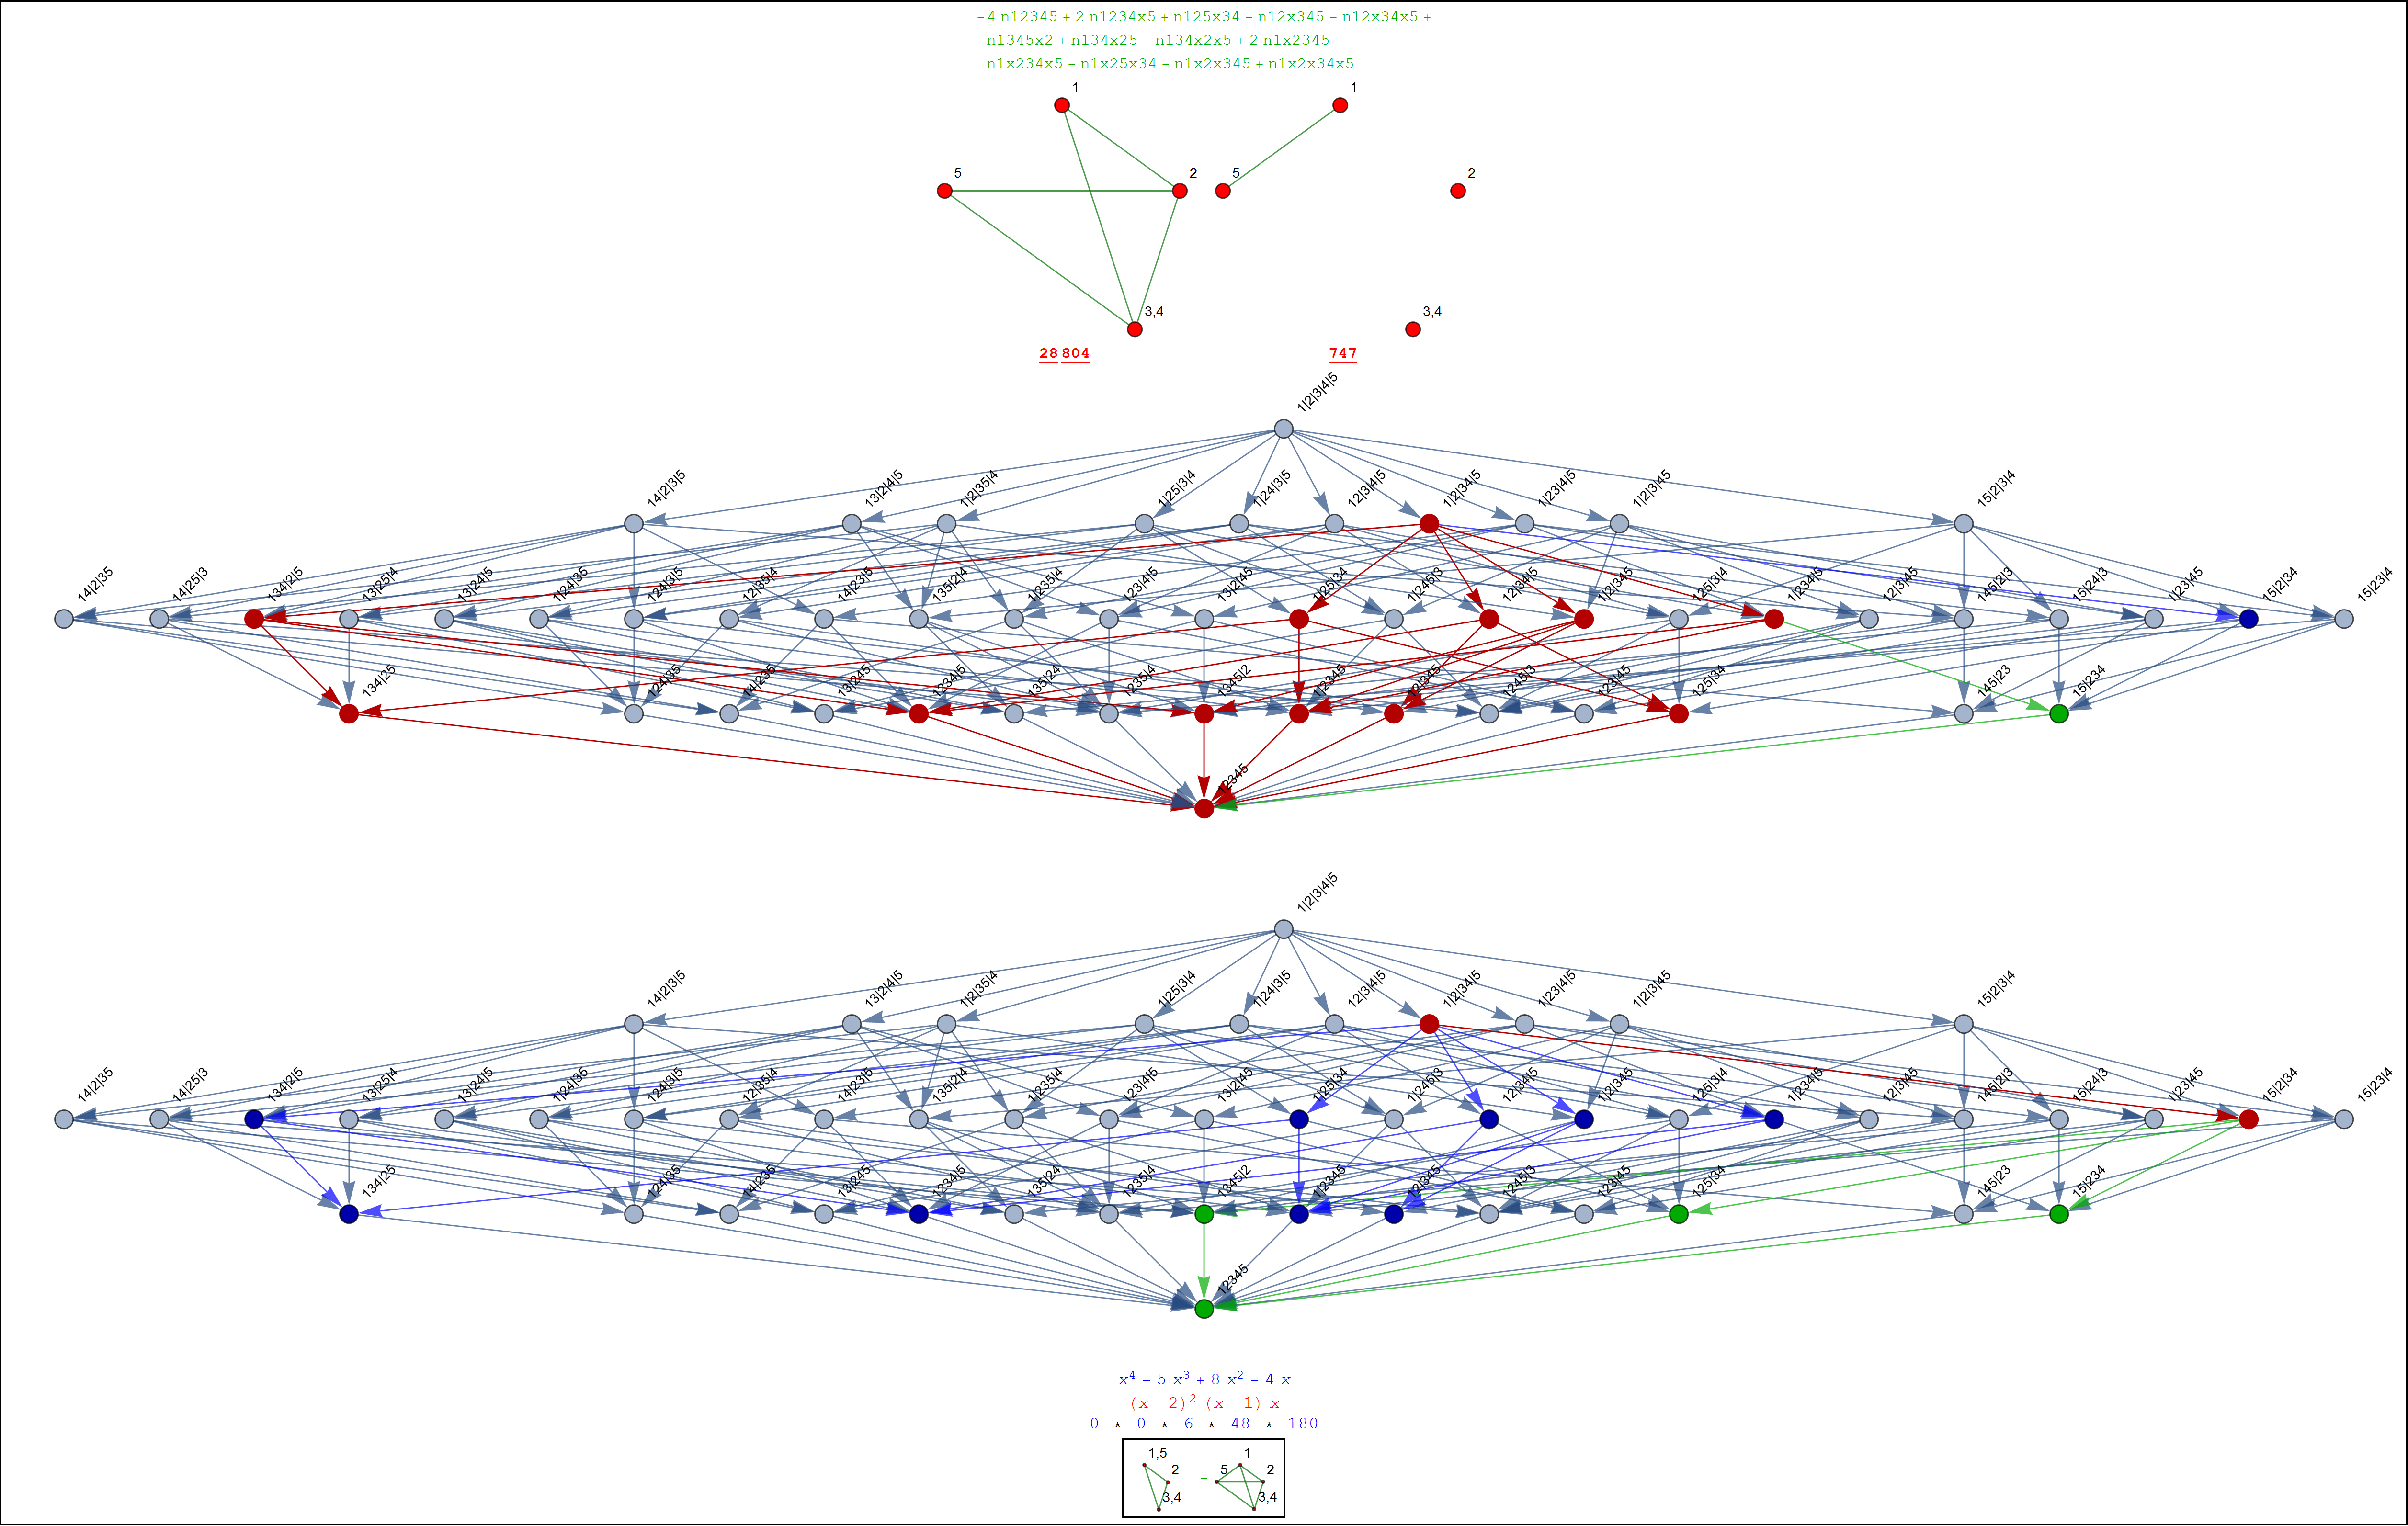 -4 n12345 + 2 n1234x5 + n125x34 + n12x345 - n12x34x5 +
n1345x2 + n134x25 - n134x2x5 + 2 n1x2345 -
n1x234x5 - n1x25x34 - n1x2x345 + n1x2x34x5
1 1
5 2 5 2
3,4 3,4
28 804 747
1|2|3|4|5
14|2|3|5 13|2|4|5 1|2|35|4 1|25|3|4 1|24|3|5 12|3|4|5 1|2|34|5 1|23|4|5 1|2|3|45 15|2|3|4
14|2|35 14|25|3 134|2|5 13|25|4 13|24|5 1|24|35 124|3|5 12|35|4 14|23|5 135|2|4 1|235|4 123|4|5 13|2|45 1|25|34 1|245|3 12|34|5 1|2|345 125|3|4 1|234|5 12|3|45 145|2|3 15|24|3 1|23|45 15|2|34 15|23|4
134|25 124|35 14|235 13|245 1234|5 135|24 1235|4 1345|2 1|2345 12|345 1245|3 123|45 125|34 145|23 15|234
12345
1|2|3|4|5
14|2|3|5 13|2|4|5 1|2|35|4 1|25|3|4 1|24|3|5 12|3|4|5 1|2|34|5 1|23|4|5 1|2|3|45 15|2|3|4
14|2|35 14|25|3 134|2|5 13|25|4 13|24|5 1|24|35 124|3|5 12|35|4 14|23|5 135|2|4 1|235|4 123|4|5 13|2|45 1|25|34 1|245|3 12|34|5 1|2|345 125|3|4 1|234|5 12|3|45 145|2|3 15|24|3 1|23|45 15|2|34 15|23|4
134|25 124|35 14|235 13|245 1234|5 135|24 1235|4 1345|2 1|2345 12|345 1245|3 123|45 125|34 145|23 15|234
12345
x⁴ - 5 x³ + 8 x² - 4 x
(x - 2)² (x - 1) x
0 * 0 * 6 * 48 * 180
1,5 1
2 + 5 2
3,4 3,4